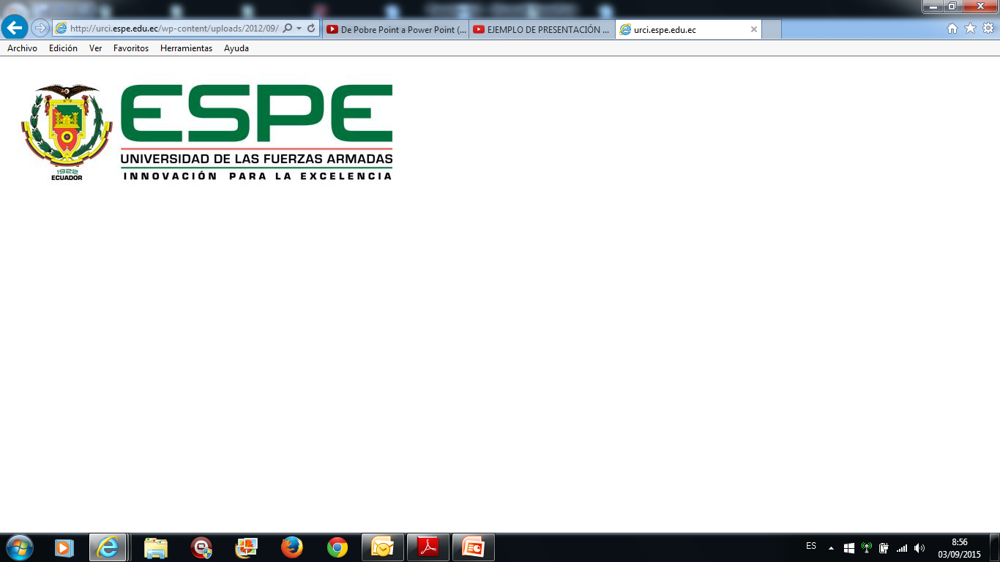 http://urci.espe.edu.ec/wp-content/uploads/2012/09/
De Pobre Point a Power Point (...
EJEMPLO DE PRESENTACIÓN ...
urci.espe.edu.ec
Archivo Edición Ver Favoritos Herramientas Ayuda
ESPE
UNIVERSIDAD DE LAS FUERZAS ARMADAS
INNOVACIÓN PARA LA EXCELENCIA
1922
ECUADOR
ES
8:56
03/09/2015